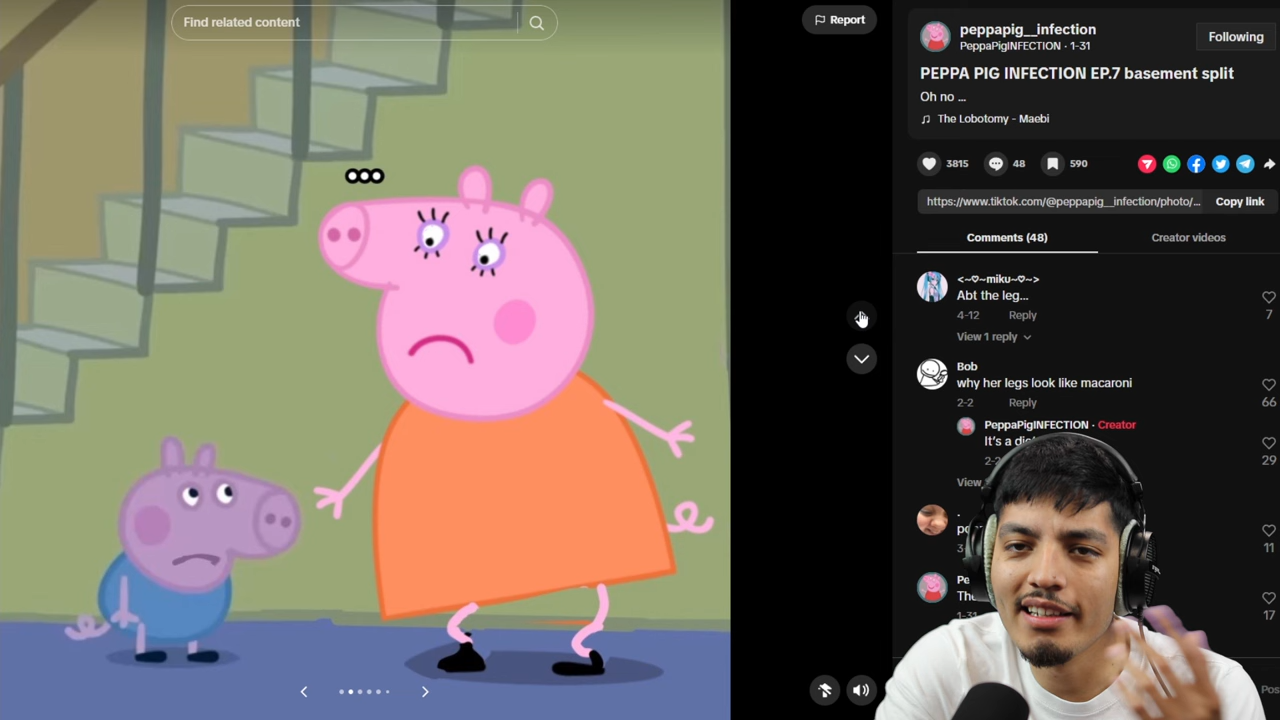 Find related content
Report
peppapig__infection
PeppaPigINFECTION · 1-31
Following
PEPPA PIG INFECTION EP.7 basement split
Oh no ...
The Lobotomy - Maebi
3815
48
590
https://www.tiktok.com/@peppapig__infection/photo/...
Copy link
Comments (48)
Creator videos
<~♡~miku~♡~>
Abt the leg...
4-12 Reply
7
View 1 reply
Bob
why her legs look like macaroni
2-2 Reply
66
PeppaPigINFECTION · Creator
It's a
29
11
17
1-31